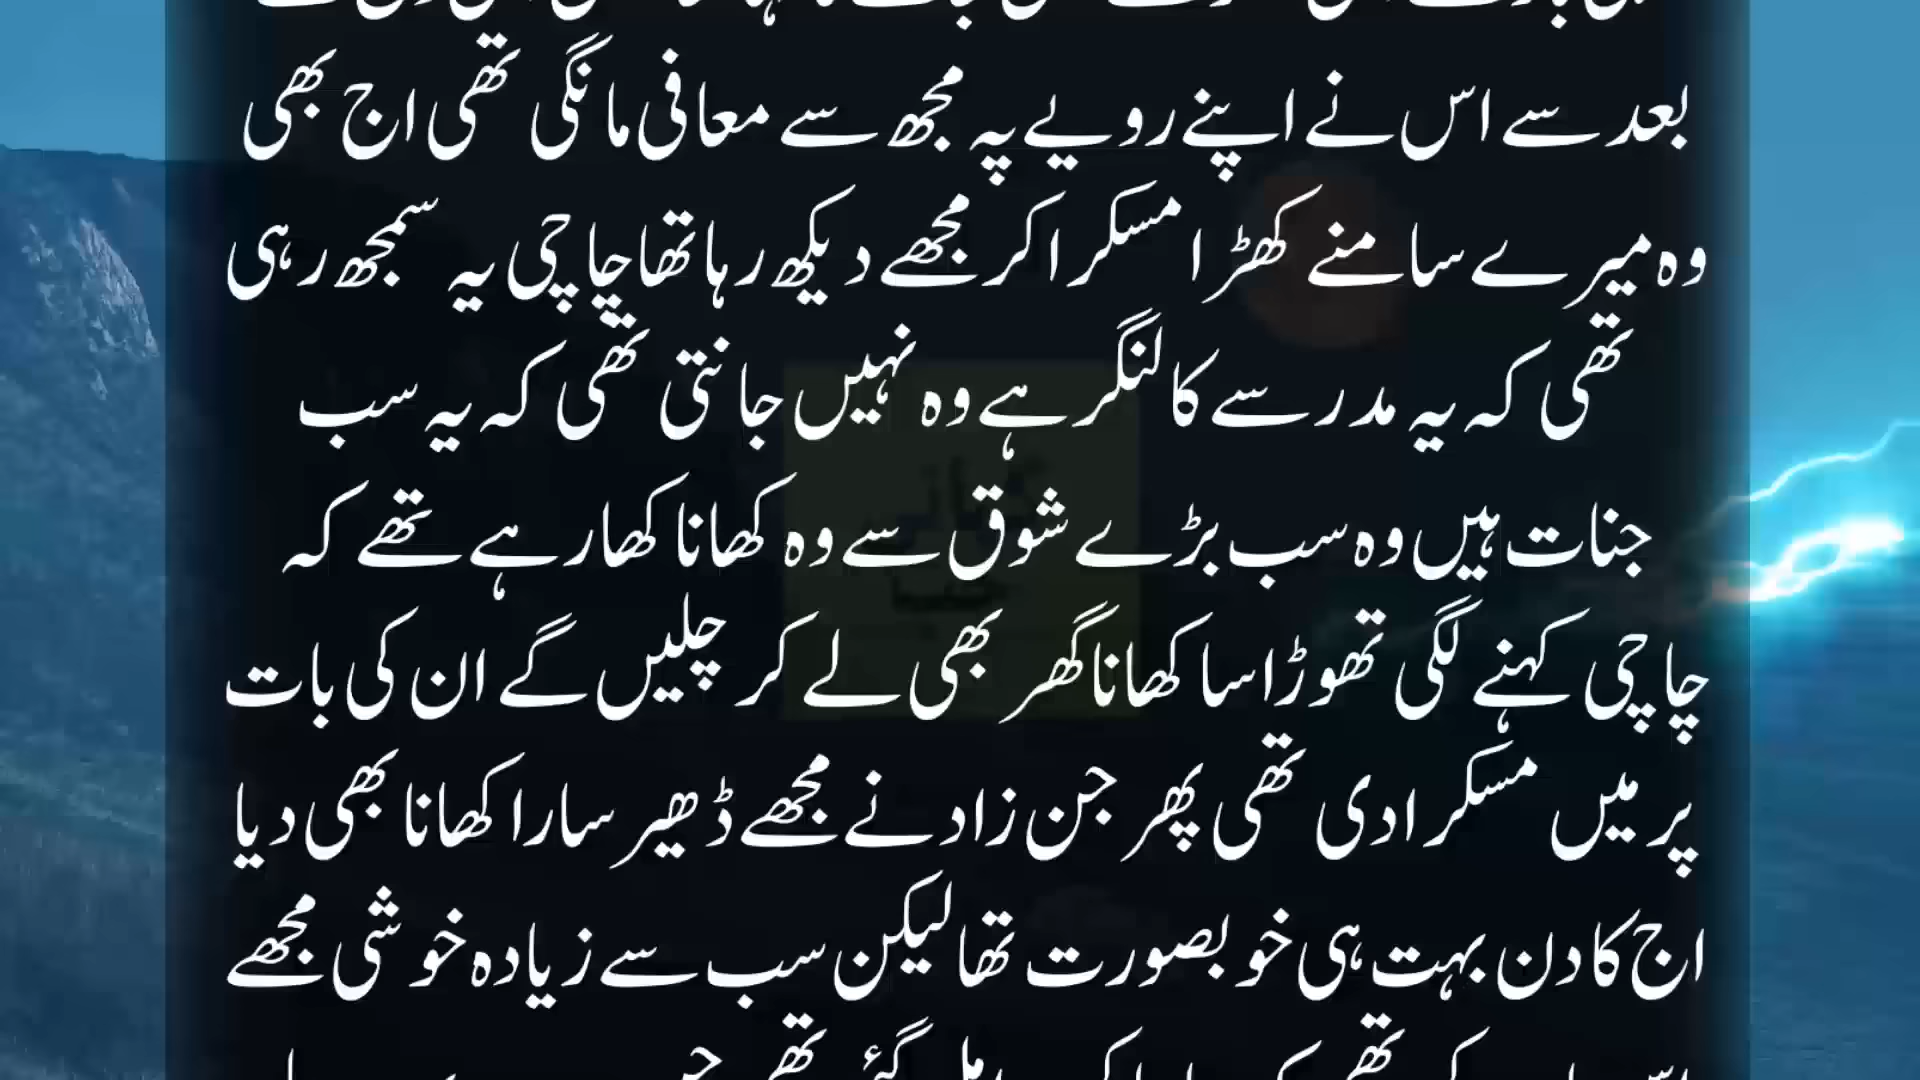 بعد سے اس نے اپنے رویے پہ مجھ سے معافی مانگی تھی اج بھی
وہ میرے سامنے کھڑا مسکرا کر مجھے دیکھ رہا تھا چاچی یہ سمجھ رہی
تھی کہ یہ مدرسے کا لنگر ہے وہ نہیں جانتی تھی کہ یہ سب
جنات ہیں وہ سب بڑے شوق سے وہ کھانا کھا رہے تھے کہ
چاچی کہنے لگی تھوڑا سا کھانا گھر بھی لے کر چلیں گے ان کی بات
پر میں مسکرا دی تھی پھر جن زاد نے مجھے ڈھیر سارا کھانا بھی دیا
اج کا دن بہت ہی خوبصورت تھا لیکن سب سے زیادہ خوشی مجھے